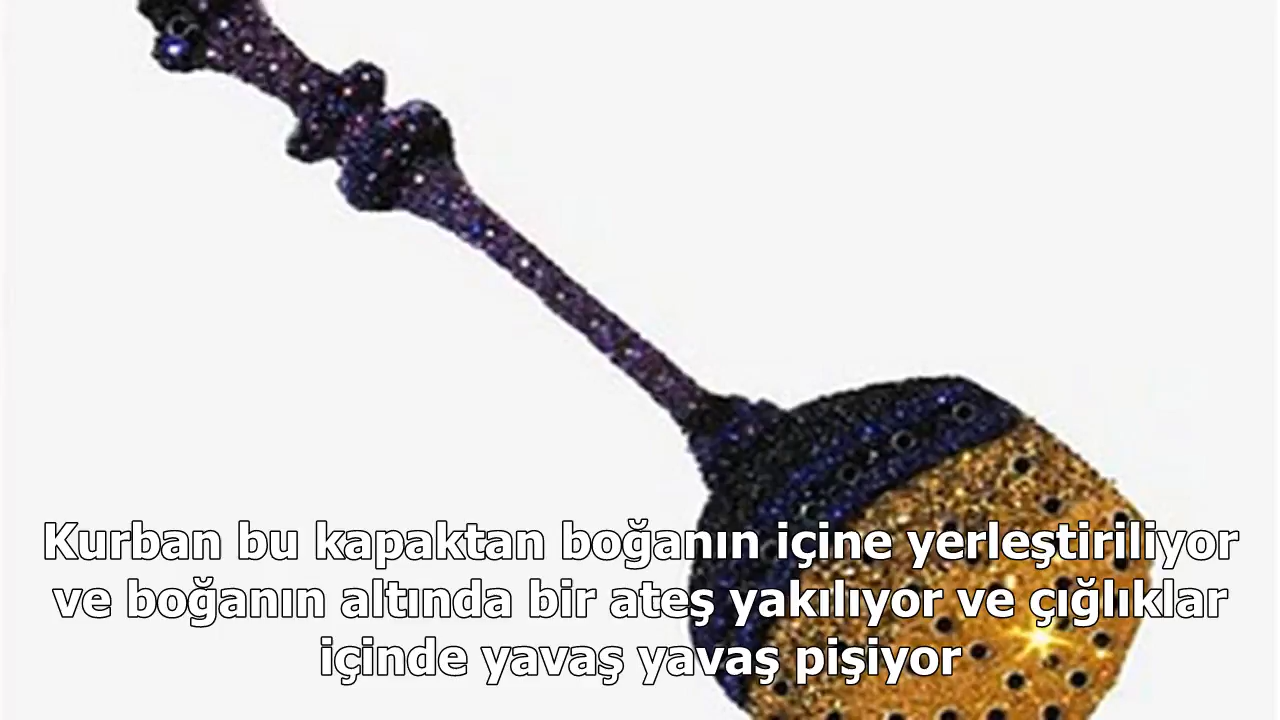 Kurban bu kapaktan boğanın içine yerleştiriliyor
ve boğanın altında bir ateş yakılıyor ve çığlıklar
içinde yavaş yavaş pişiyor